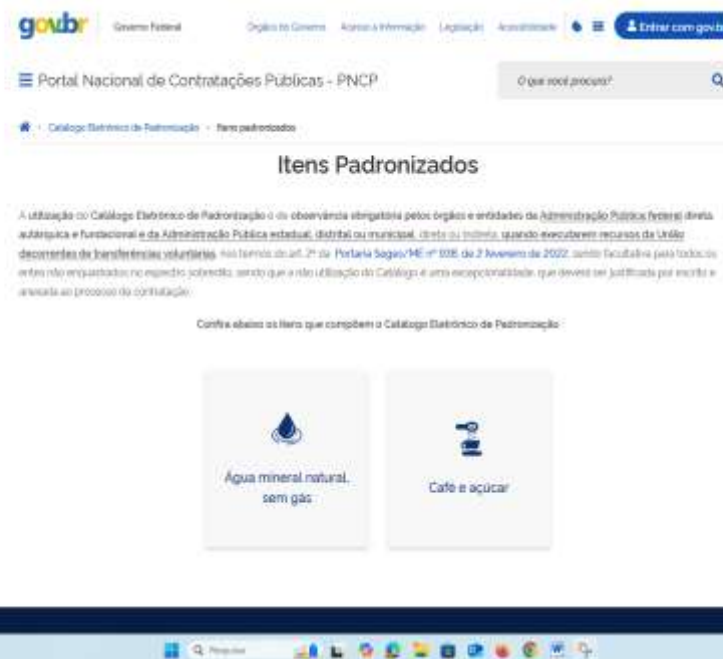 gov.br Governo Federal Órgãos do Governo Acesso à Informação Legislação Acessibilidade Entrar com gov.br
Portal Nacional de Contratações Públicas - PNCP O que você procura?
Catálogo Eletrônico de Padronização Itens padronizados
Itens Padronizados
A utilização do Catálogo Eletrônico de Padronização é de observância obrigatória pelos órgãos e entidades da Administração Pública federal direta,
autárquica e fundacional e da Administração Pública estadual, distrital ou municipal, direta ou indireta, quando executarem recursos da União
decorrentes de transferências voluntárias, nos termos do art. 2º da Portaria Seges/ME nº 938, de 2 fevereiro de 2022, sendo facultativa para todos os
entes não enquadrados no espectro sobredito, sendo que a não utilização do Catálogo é uma excepcionalidade, que deverá ser justificada por escrito e
anexada ao processo de contratação.
Confira abaixo os itens que compõem o Catálogo Eletrônico de Padronização
Água mineral natural,
sem gás
Café e açúcar
Pesquisar